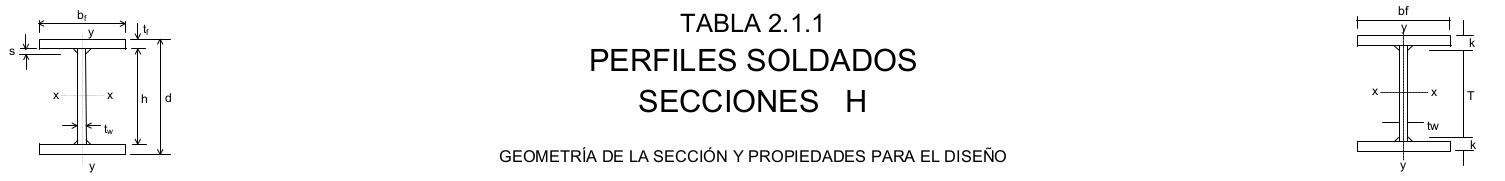 TABLA 2.1.1
PERFILES SOLDADOS
SECCIONES H
GEOMETRÍA DE LA SECCIÓN Y PROPIEDADES PARA EL DISEÑO
bf
y
tf
s
x x
h
d
tw
y
bf
y
k
x x
T
tw
k
y